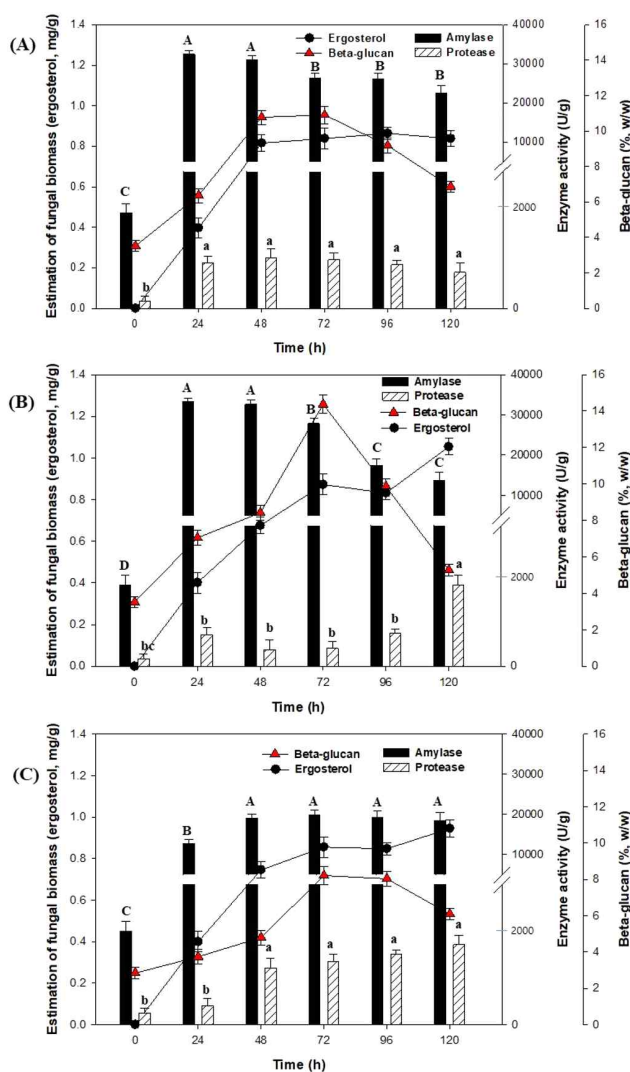 (A)
Ergosterol
Beta-glucan
Amylase
Protease
Estimation of fungal biomass (ergosterol, mg/g)
1.4
1.2
1.0
0.8
0.6
0.4
0.2
0.0
C
A
A
B
B
B
b
a
a
a
a
a
0 24 48 72 96 120
Time (h)
40000
30000
20000
10000
2000
0
Enzyme activity (U/g)
16
14
12
10
8
6
4
2
0
Beta-dlucan (%, w/w)
(B)
Amylase
Protease
Beta-glucan
Ergosterol
Estimation of fungal biomass (ergosterol, mg/g)
1.4
1.2
1.0
0.8
0.6
0.4
0.2
0.0
D
A
A
B
C
C
bc
b
b
b
b
a
0 24 48 72 96 120
Time (h)
40000
30000
20000
10000
2000
0
Enzyme activity (U/g)
16
14
12
10
8
6
4
2
0
Beta-glucan (%, w/w)
(C)
Beta-glucan
Ergosterol
Amylase
Protease
Estimation of fungal biomass (ergosterol, mg/g)
1.4
1.2
1.0
0.8
0.6
0.4
0.2
0.0
C
B
A
A
A
A
b
b
a
a
a
a
0 24 48 72 96 120
Time (h)
40000
30000
20000
10000
2000
0
Enzyme activity (U/g)
16
14
12
10
8
6
4
2
0
Beta-glucan (%, w/w)